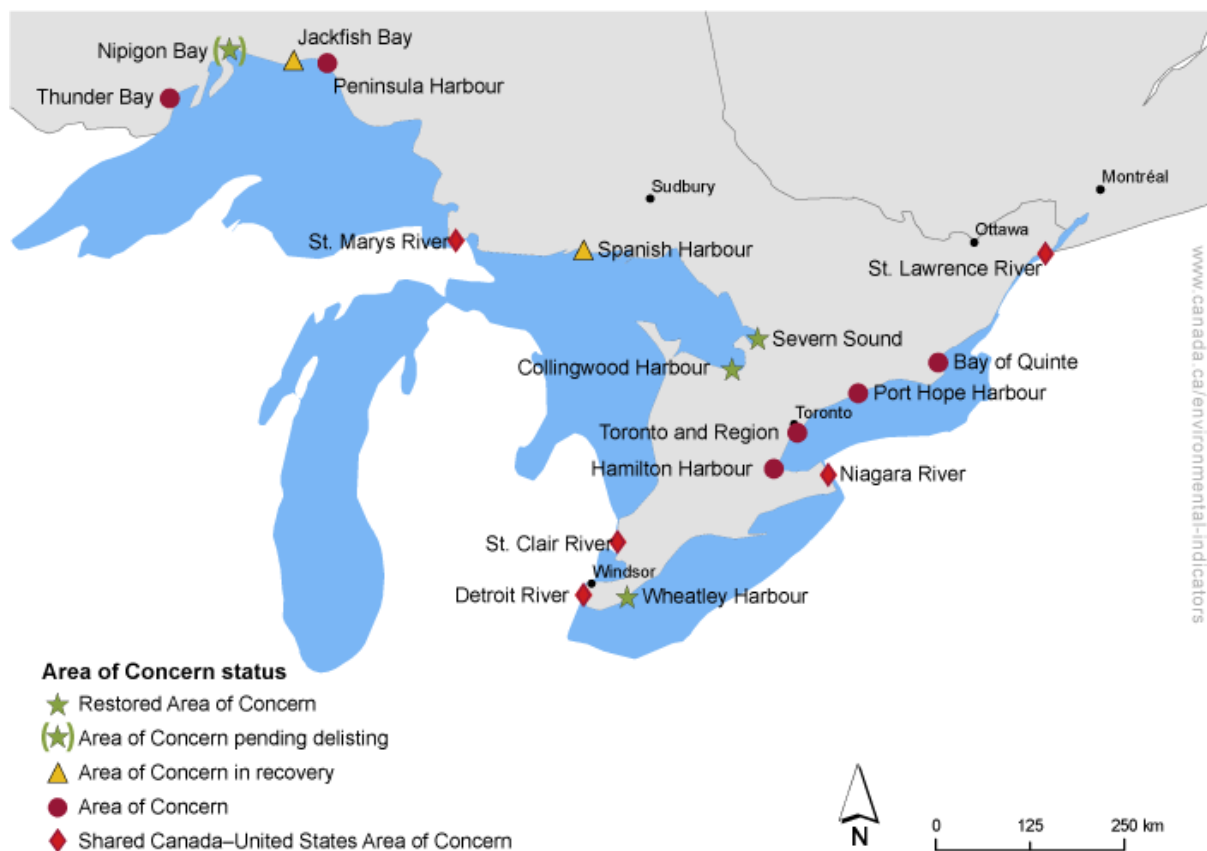 Nipigon Bay
Jackfish Bay
Thunder Bay
Peninsula Harbour
Sudbury
Montréal
Ottawa
St. Marys River
Spanish Harbour
St. Lawrence River
Severn Sound
Collingwood Harbour
Bay of Quinte
Port Hope Harbour
Toronto
Toronto and Region
Hamilton Harbour
Niagara River
St. Clair River
Windsor
Detroit River
Wheatley Harbour
www.canada.ca/environmental-indicators
Area of Concern status
Restored Area of Concern
Area of Concern pending delisting
Area of Concern in recovery
Area of Concern
Shared Canada–United States Area of Concern
N
0 125 250 km